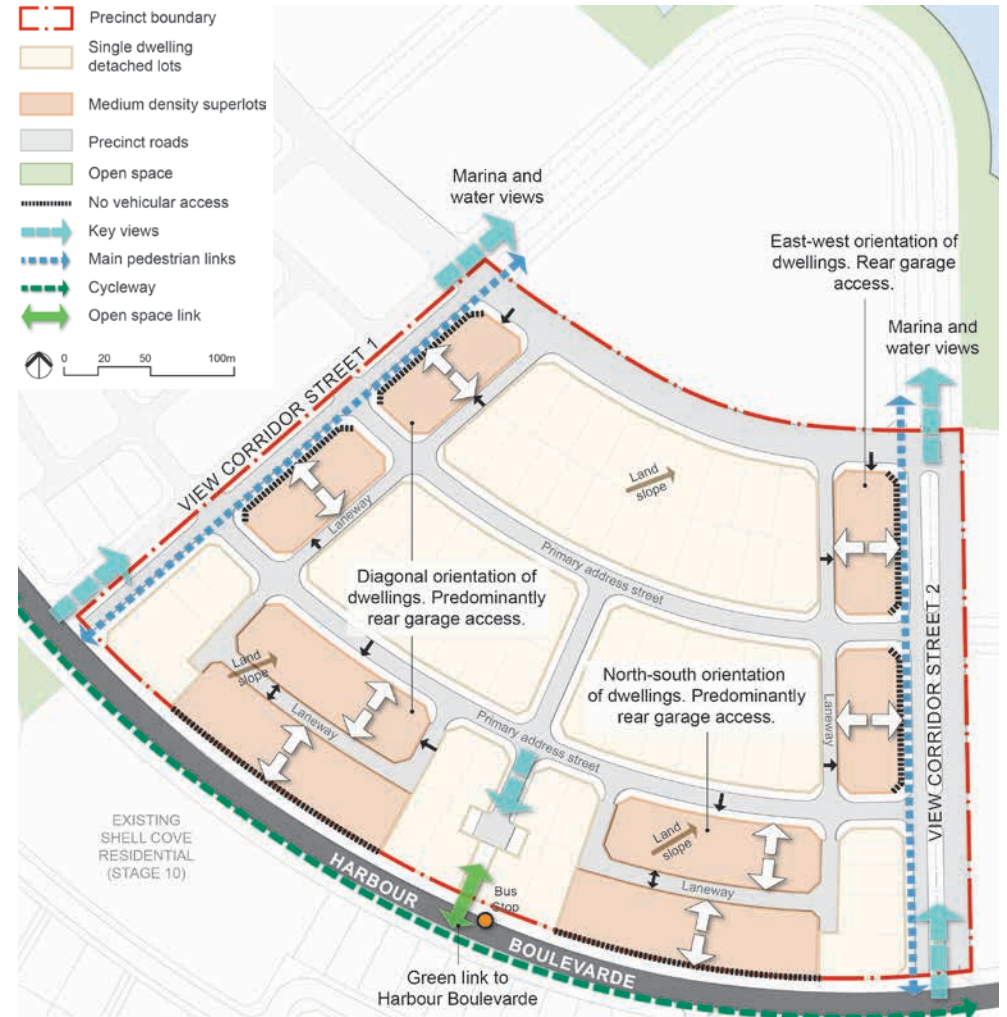 Precinct boundary
Single dwelling
detached lots
Medium density superlots
Precinct roads
Open space
No vehicular access
Key views
Main pedestrian links
Cycleway
Open space link
0 20 50 100m
Marina and
water views
East-west orientation of
dwellings. Rear garage
access.
Marina and
water views
VIEW CORRIDOR STREET 1
Land
slope
Laneway
Primary address street
Diagonal orientation of
dwellings. Predominantly
rear garage access.
VIEW CORRIDOR STREET 2
North-south orientation
of dwellings. Predominantly
rear garage access.
Laneway
Land
slope
Laneway
Primary address street
Land
slope
Laneway
EXISTING
SHELL COVE
RESIDENTIAL
(STAGE 10)
HARBOUR BOULEVARDE
Bus
Stop
Green link to
Harbour Boulevarde